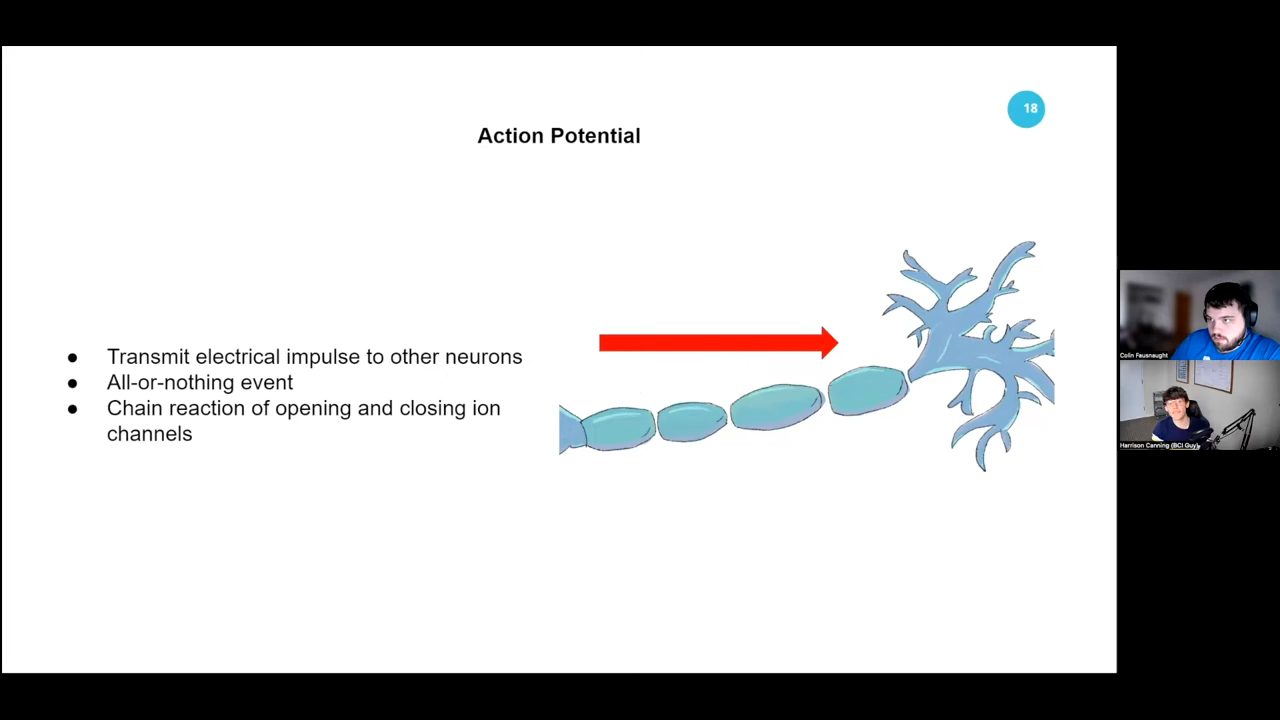 18
Action Potential
● Transmit electrical impulse to other neurons
● All-or-nothing event
● Chain reaction of opening and closing ion
channels
Colin Fausnaught
Harrison Canning (BCI Guy)